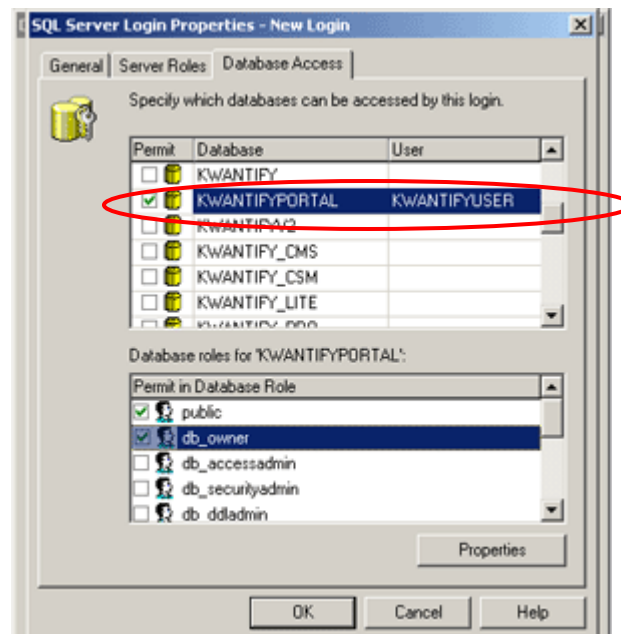 SQL Server Login Properties - New Login
General Server Roles Database Access
Specify which databases can be accessed by this login.
Permit Database User
KWANTIFY
KWANTIFYPORTAL KWANTIFYUSER
KWANTIFYV2
KWANTIFY_CMS
KWANTIFY_CSM
KWANTIFY_LITE
KWANTIFY_PRO
Database roles for 'KWANTIFYPORTAL':
Permit in Database Role
public
db_owner
db_accessadmin
db_securityadmin
db_ddladmin
Properties
OK Cancel Help